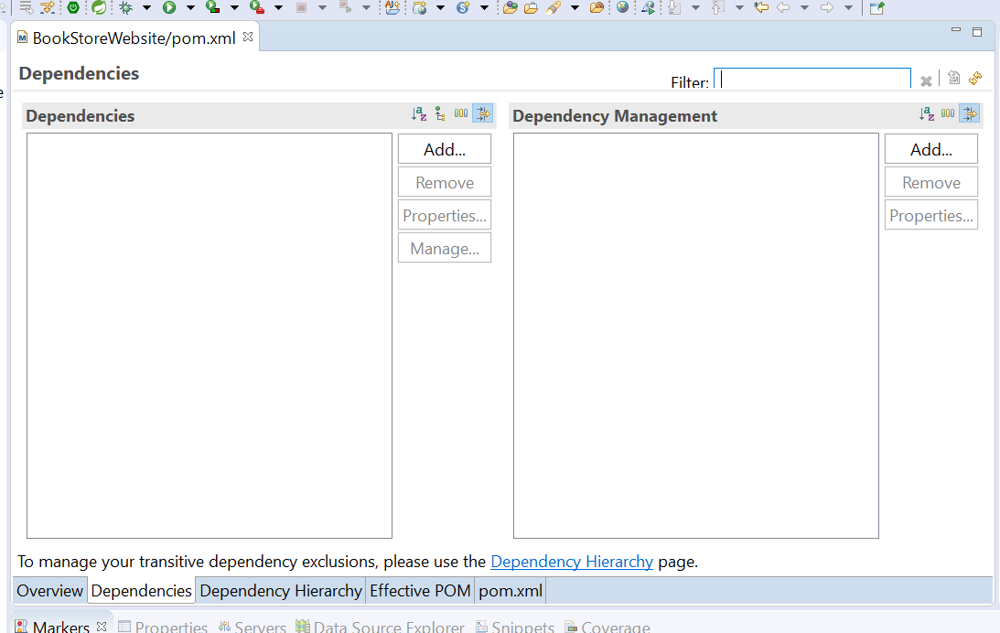 BookStoreWebsite/pom.xml
Dependencies
Filter:
Dependencies
Dependency Management
Add...
Remove
Properties...
Manage...
Add...
Remove
Properties...
To manage your transitive dependency exclusions, please use the Dependency Hierarchy page.
Overview Dependencies Dependency Hierarchy Effective POM pom.xml
Markers Properties Servers Data Source Explorer Snippets Coverage